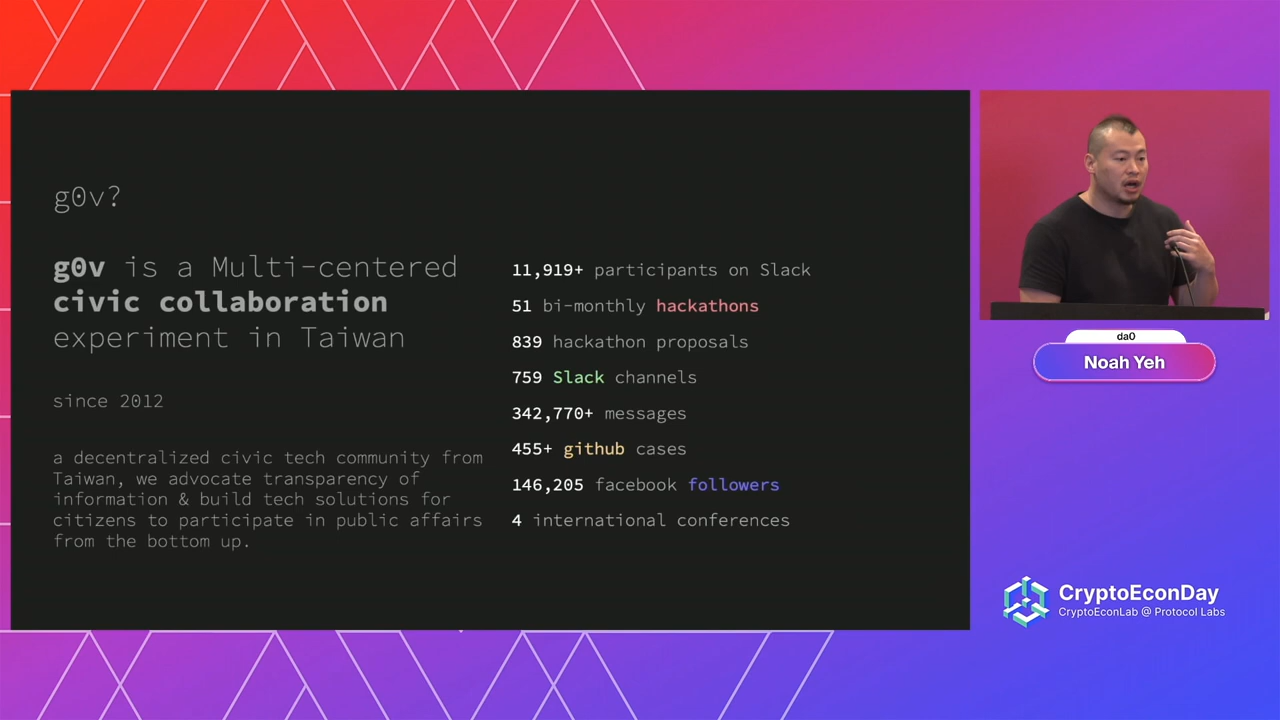 g0v?
g0v is a Multi-centered
civic collaboration
experiment in Taiwan
since 2012
a decentralized civic tech community from
Taiwan, we advocate transparency of
information & build tech solutions for
citizens to participate in public affairs
from the bottom up.
11,919+ participants on Slack
51 bi-monthly hackathons
839 hackathon proposals
759 Slack channels
342,770+ messages
455+ github cases
146,205 facebook followers
4 international conferences
da0
Noah Yeh
CryptoEconDay
CryptoEconLab @ Protocol Labs